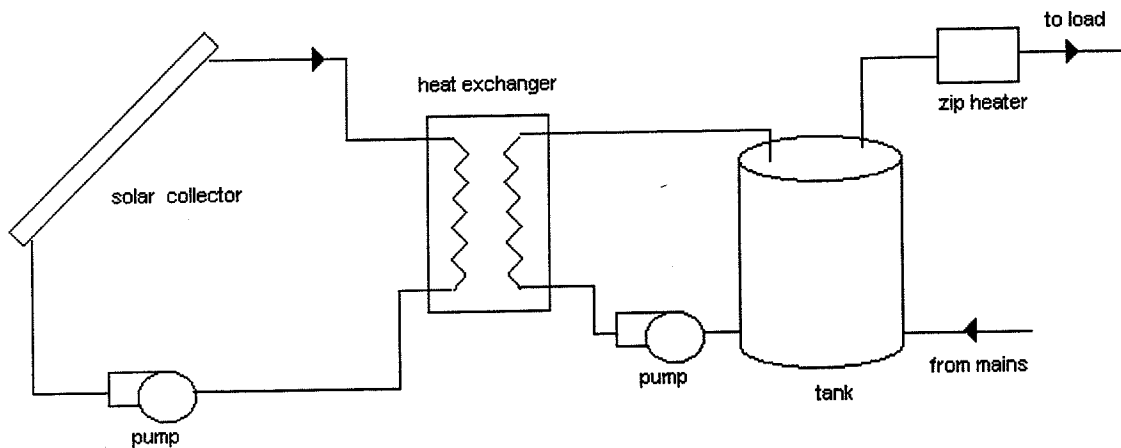 to load
heat exchanger
zip heater
solar collector
pump
from mains
tank
pump